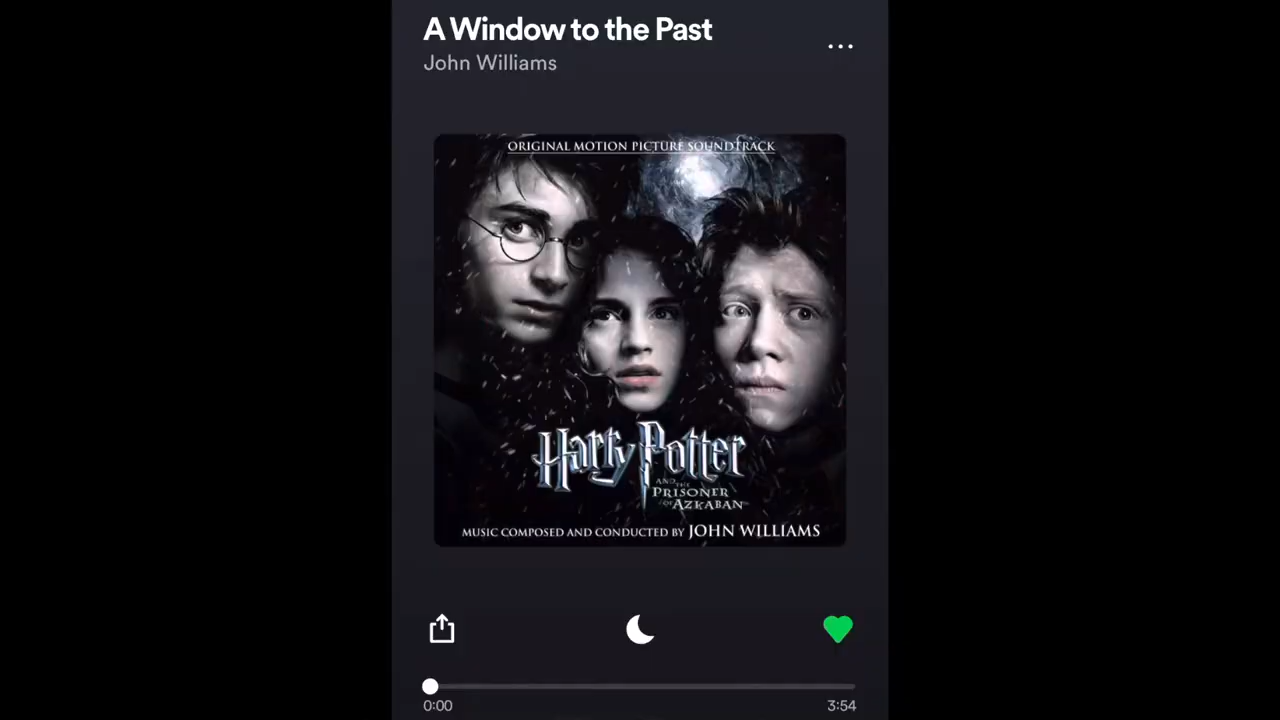 A Window to the Past
John Williams
ORIGINAL MOTION PICTURE SOUNDTRACK
Harry Potter
AND THE
PRISONER
OF AZKABAN
MUSIC COMPOSED AND CONDUCTED BY JOHN WILLIAMS
0:00 3:54